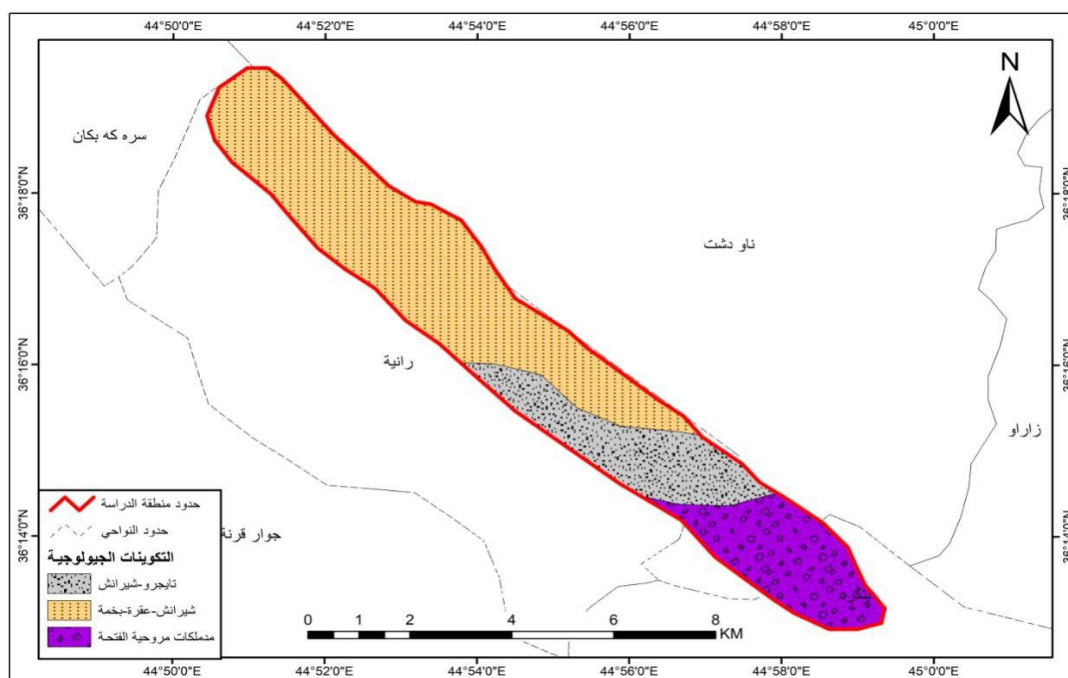 44°50'0"E 44°52'0"E 44°54'0"E 44°56'0"E 44°58'0"E 45°0'0"E
N
سره كه بكان
36°18'0"N
36°18'0"N
ناو دشت
رانية
36°16'0"N
36°16'0"N
زاراو
جوار قرنة
36°14'0"N
36°14'0"N
حدود منطقة الدراسة
حدود النواحي
التكوينات الجيولوجية
تايجرو-شيرانش
شيرانش-عقرة-بخمة
مدملكات مروحية الفتحة
0 1 2 4 6 8
KM
44°50'0"E 44°52'0"E 44°54'0"E 44°56'0"E 44°58'0"E 45°0'0"E